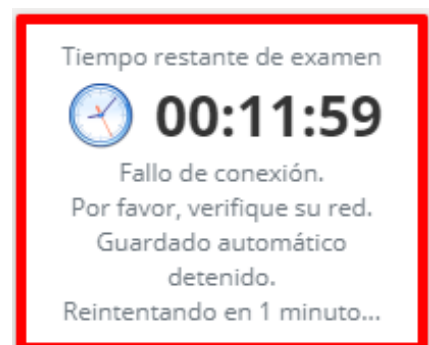 Tiempo restante de examen
00:11:59
Fallo de conexión.
Por favor, verifique su red.
Guardado automático
detenido.
Reintentando en 1 minuto...